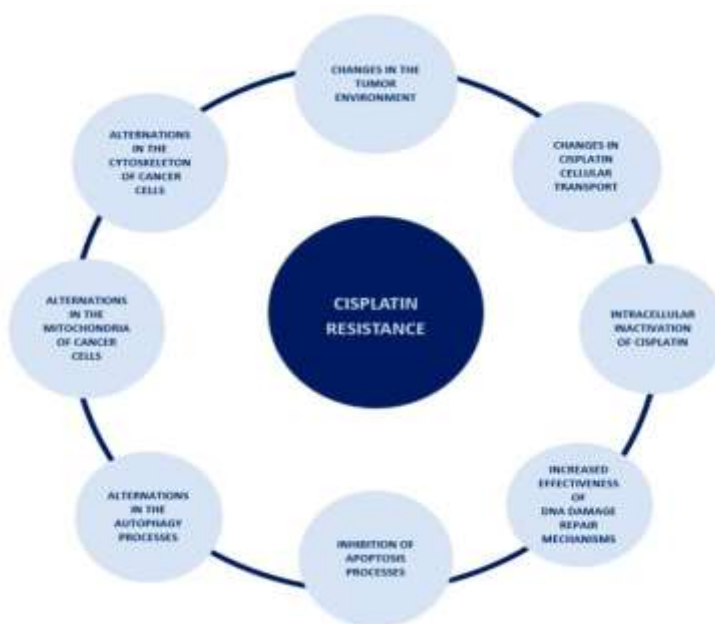 CHANGES IN THE
TUMOR
ENVIRONMENT
CHANGES IN
CISPLATIN
CELLULAR
TRANSPORT
INTRACELLULAR
INACTIVATION
OF CISPLATIN
INCREASED
EFFECTIVENESS
OF
DNA DAMAGE
REPAIR
MECHANISMS
INHIBITION OF
APOPTOSIS
PROCESSES
ALTERNATIONS
IN THE
AUTOPHAGY
PROCESSES
ALTERNATIONS
IN THE
MITOCHONDRIA
OF CANCER
CELLS
ALTERNATIONS
IN THE
CYTOSKELETON
OF CANCER
CELLS
CISPLATIN
RESISTANCE